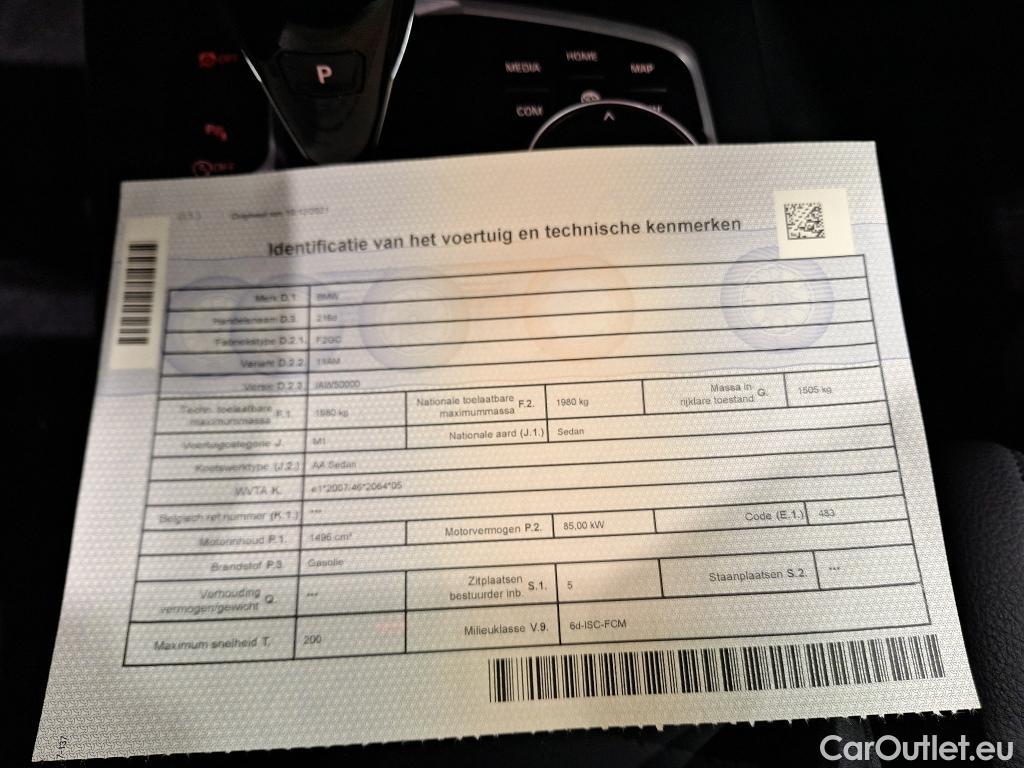 P
MEDIA
HOME
MAP
COM
OFF
OFF
Identificatie van het voertuig en technische kenmerken
Merk D.1. BMW
Handelsnaam D.3. 216d
Fabriekstype D.2.1. F2GC
Variant D.2.2. 11AM
Versie D.2.3. /AW50000
Techn. toelaatbare maximummassa F.1. 1980 kg Nationale toelaatbare maximummassa F.2. 1980 kg Massa in rijklare toestand G. 1505 kg
Voertuigcategorie J. M1 Nationale aard (J.1.) Sedan
Koetswerktype (J.2.) AA Sedan
WVTA K. e1*2007/46*2064*05
Belgisch ref.nummer (K.1.) ***
Motorinhoud P.1. 1496 cm³ Motorvermogen P.2. 85,00 kW Code (E.1.) 483
Brandstof P.3. Gasolie
Verhouding vermogen/gewicht Q. *** Zitplaatsen bestuurder inb. S.1. 5 Staanplaatsen S.2. ***
Maximum snelheid T. 200 Milieuklasse V.9. 6d-ISC-FCM
CarOutlet.eu